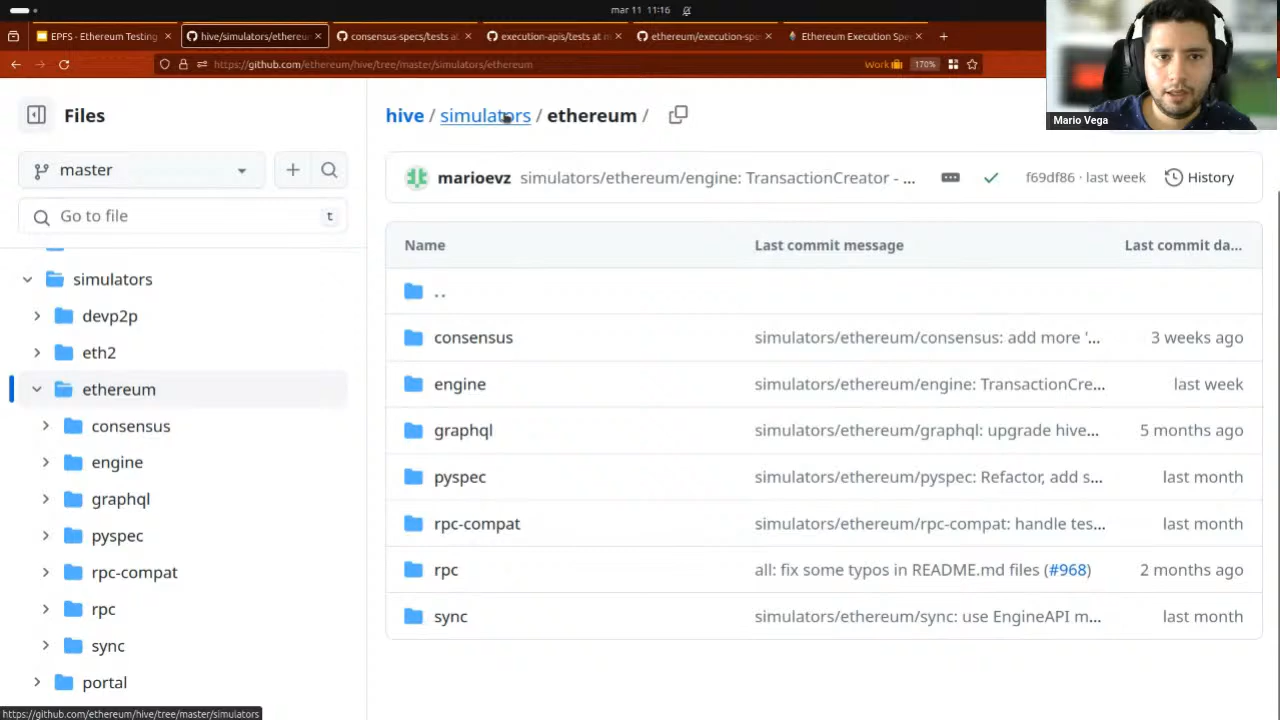 mar 11 11:16
EPFS - Ethereum Testing
hive/simulators/ethereu
consensus-specs/tests at
execution-apis/tests at m
ethereum/execution-spe
Ethereum Execution Spe
https://github.com/ethereum/hive/tree/master/simulators/ethereum
Work
170%
Mario Vega
Files
hive / simulators / ethereum /
master
marioevz simulators/ethereum/engine: TransactionCreator - ...
f69df86 · last week
History
Go to file
t
Name
Last commit message
Last commit da...
simulators
devp2p
eth2
ethereum
consensus
engine
graphql
pyspec
rpc-compat
rpc
sync
portal
..
consensus simulators/ethereum/consensus: add more '... 3 weeks ago
engine simulators/ethereum/engine: TransactionCre... last week
graphql simulators/ethereum/graphql: upgrade hive... 5 months ago
pyspec simulators/ethereum/pyspec: Refactor, add s... last month
rpc-compat simulators/ethereum/rpc-compat: handle tes... last month
rpc all: fix some typos in README.md files (#968) 2 months ago
sync simulators/ethereum/sync: use EngineAPI m... last month
https://github.com/ethereum/hive/tree/master/simulators